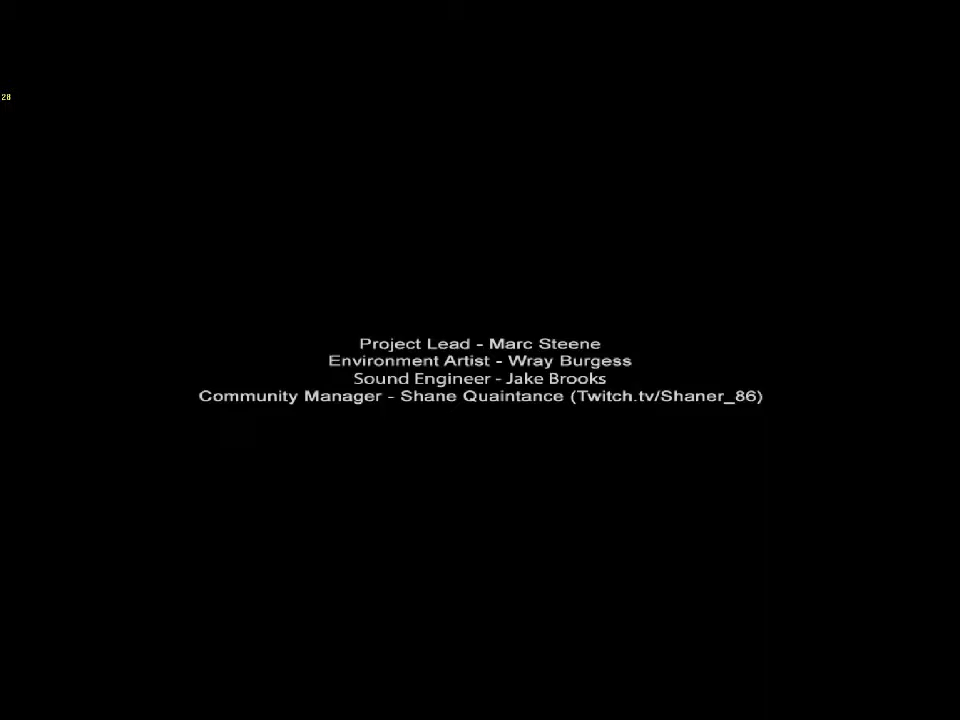 28
Project Lead - Marc Steene
Environment Artist - Wray Burgess
Sound Engineer - Jake Brooks
Community Manager - Shane Quaintance (Twitch.tv/Shaner_86)